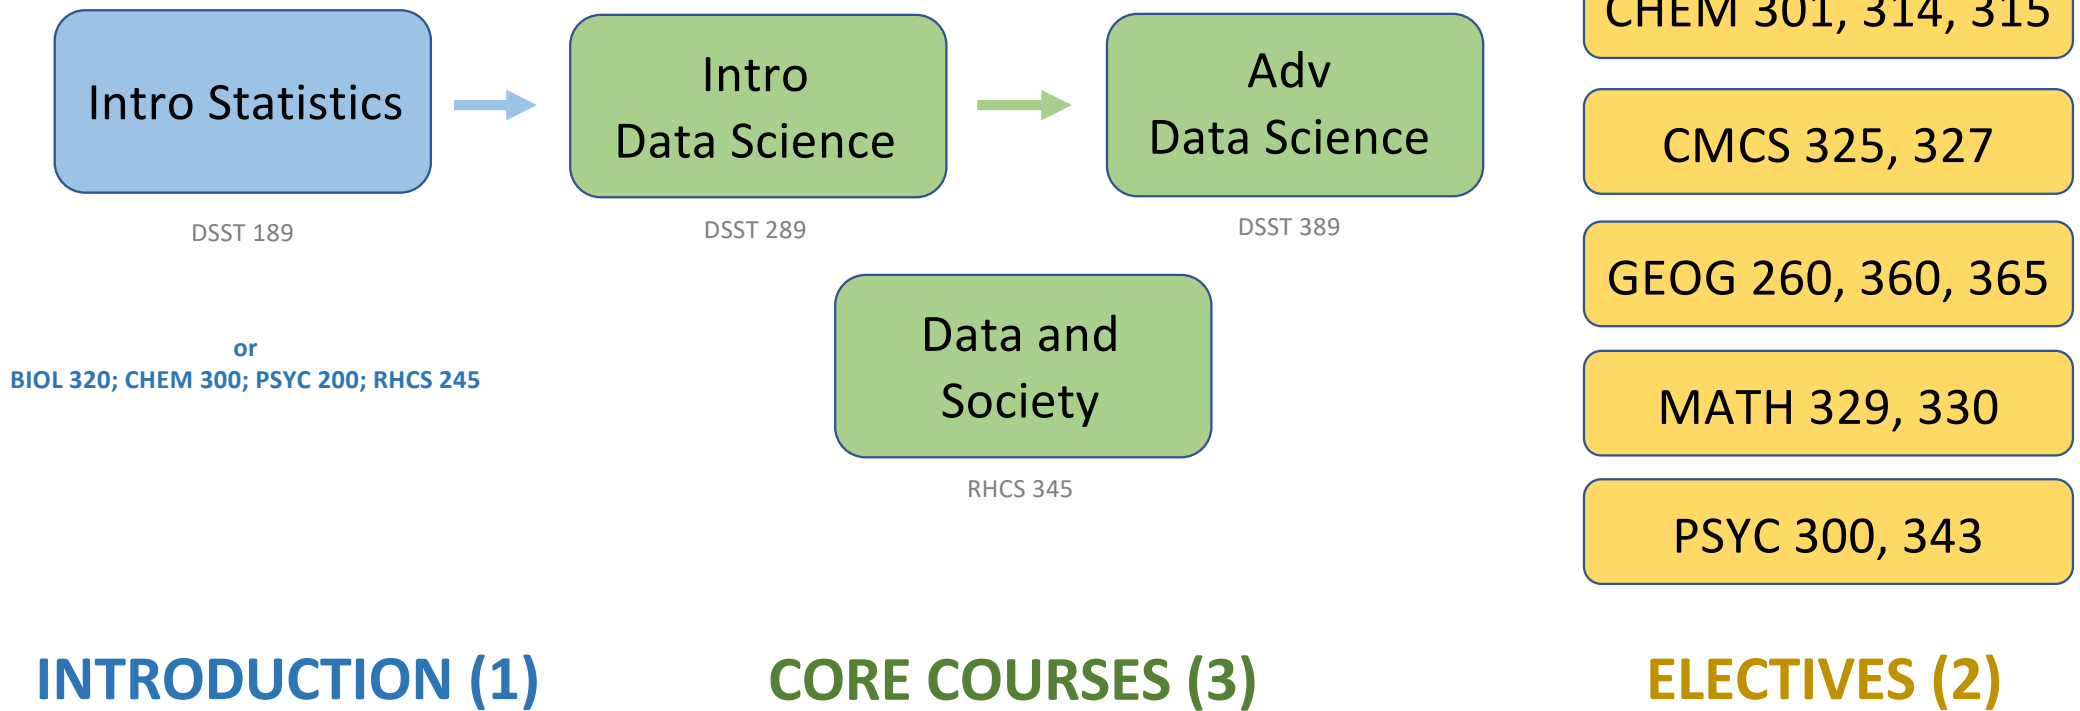 Intro Statistics
DSST 189
or
BIOL 320; CHEM 300; PSYC 200; RHCS 245
INTRODUCTION (1)
Intro
Data Science
DSST 289
Adv
Data Science
DSST 389
Data and
Society
RHCS 345
CORE COURSES (3)
CHEM 301, 314, 315
CMCS 325, 327
GEOG 260, 360, 365
MATH 329, 330
PSYC 300, 343
ELECTIVES (2)